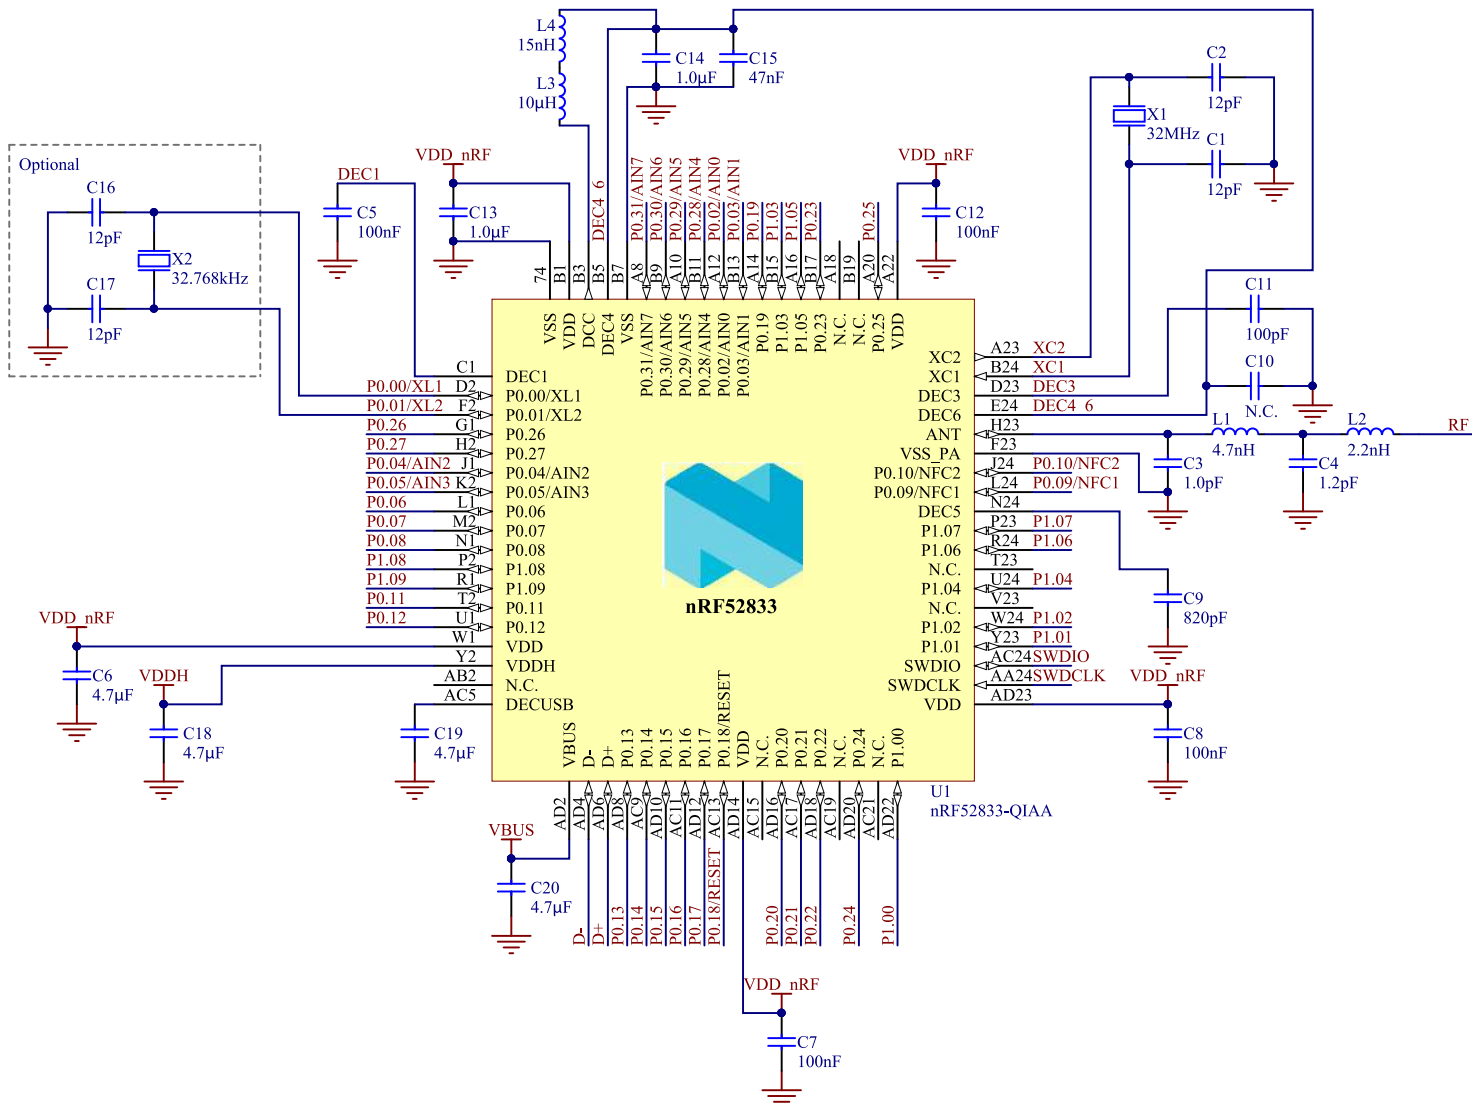 L4
15nH
L3
10µH
C14
1.0µF
C15
47nF
C2
12pF
X1
32MHz
C1
12pF
Optional
C16
12pF
X2
32.768kHz
C17
12pF
DEC1
C5
100nF
VDD_nRF
C13
1.0µF
DEC4_6
P0.31/AIN7
P0.30/AIN6
P0.29/AIN5
P0.28/AIN4
P0.02/AIN0
P0.03/AIN1
P0.19
P1.03
P1.05
P0.23
P0.25
VDD_nRF
C12
100nF
74
B1
B3
B5
B7
A8
B9
A10
B11
A12
B13
A14
B15
A16
B17
A18
B19
A20
A22
VSS
VDD
DCC
DEC4
VSS
P0.31/AIN7
P0.30/AIN6
P0.29/AIN5
P0.28/AIN4
P0.02/AIN0
P0.03/AIN1
P0.19
P1.03
P1.05
P0.23
N.C.
N.C.
P0.25
VDD
C11
100pF
C10
N.C.
C1 DEC1
P0.00/XL1 D2 P0.00/XL1
P0.01/XL2 F2 P0.01/XL2
P0.26 G1 P0.26
P0.27 H2 P0.27
P0.04/AIN2 J1 P0.04/AIN2
P0.05/AIN3 K2 P0.05/AIN3
P0.06 L1 P0.06
P0.07 M2 P0.07
P0.08 N1 P0.08
P1.08 P2 P1.08
P1.09 R1 P1.09
P0.11 T2 P0.11
P0.12 U1 P0.12
W1 VDD
Y2 VDDH
AB2 N.C.
AC5 DECUSB
nRF52833
XC2 A23 XC2
XC1 B24 XC1
DEC3 D23 DEC3
DEC6 E24 DEC4_6
ANT H23
VSS_PA F23
P0.10/NFC2 J24 P0.10/NFC2
P0.09/NFC1 L24 P0.09/NFC1
DEC5 N24
P1.07 P23 P1.07
P1.06 R24 P1.06
N.C. T23
P1.04 U24 P1.04
N.C. V23
P1.02 W24 P1.02
P1.01 Y23 P1.01
SWDIO AC24 SWDIO
SWDCLK AA24 SWDCLK
VDD AD23
L1
4.7nH
L2
2.2nH
RF
C3
1.0pF
C4
1.2pF
C9
820pF
VDD_nRF
C8
100nF
VDD_nRF
C6
4.7µF
VDDH
C18
4.7µF
C19
4.7µF
VBUS
D-
D+
P0.13
P0.14
P0.15
P0.16
P0.17
P0.18/RESET
VDD
N.C.
P0.20
P0.21
P0.22
N.C.
P0.24
N.C.
P1.00
U1
nRF52833-QIAA
AD2
AD4
AD6
AD8
AC9
AD10
AC11
AD12
AC13
AD14
AC15
AD16
AC17
AD18
AC19
AD20
AC21
AD22
VBUS
C20
4.7µF
D-
D+
P0.13
P0.14
P0.15
P0.16
P0.17
P0.18/RESET
P0.20
P0.21
P0.22
P0.24
P1.00
VDD_nRF
C7
100nF